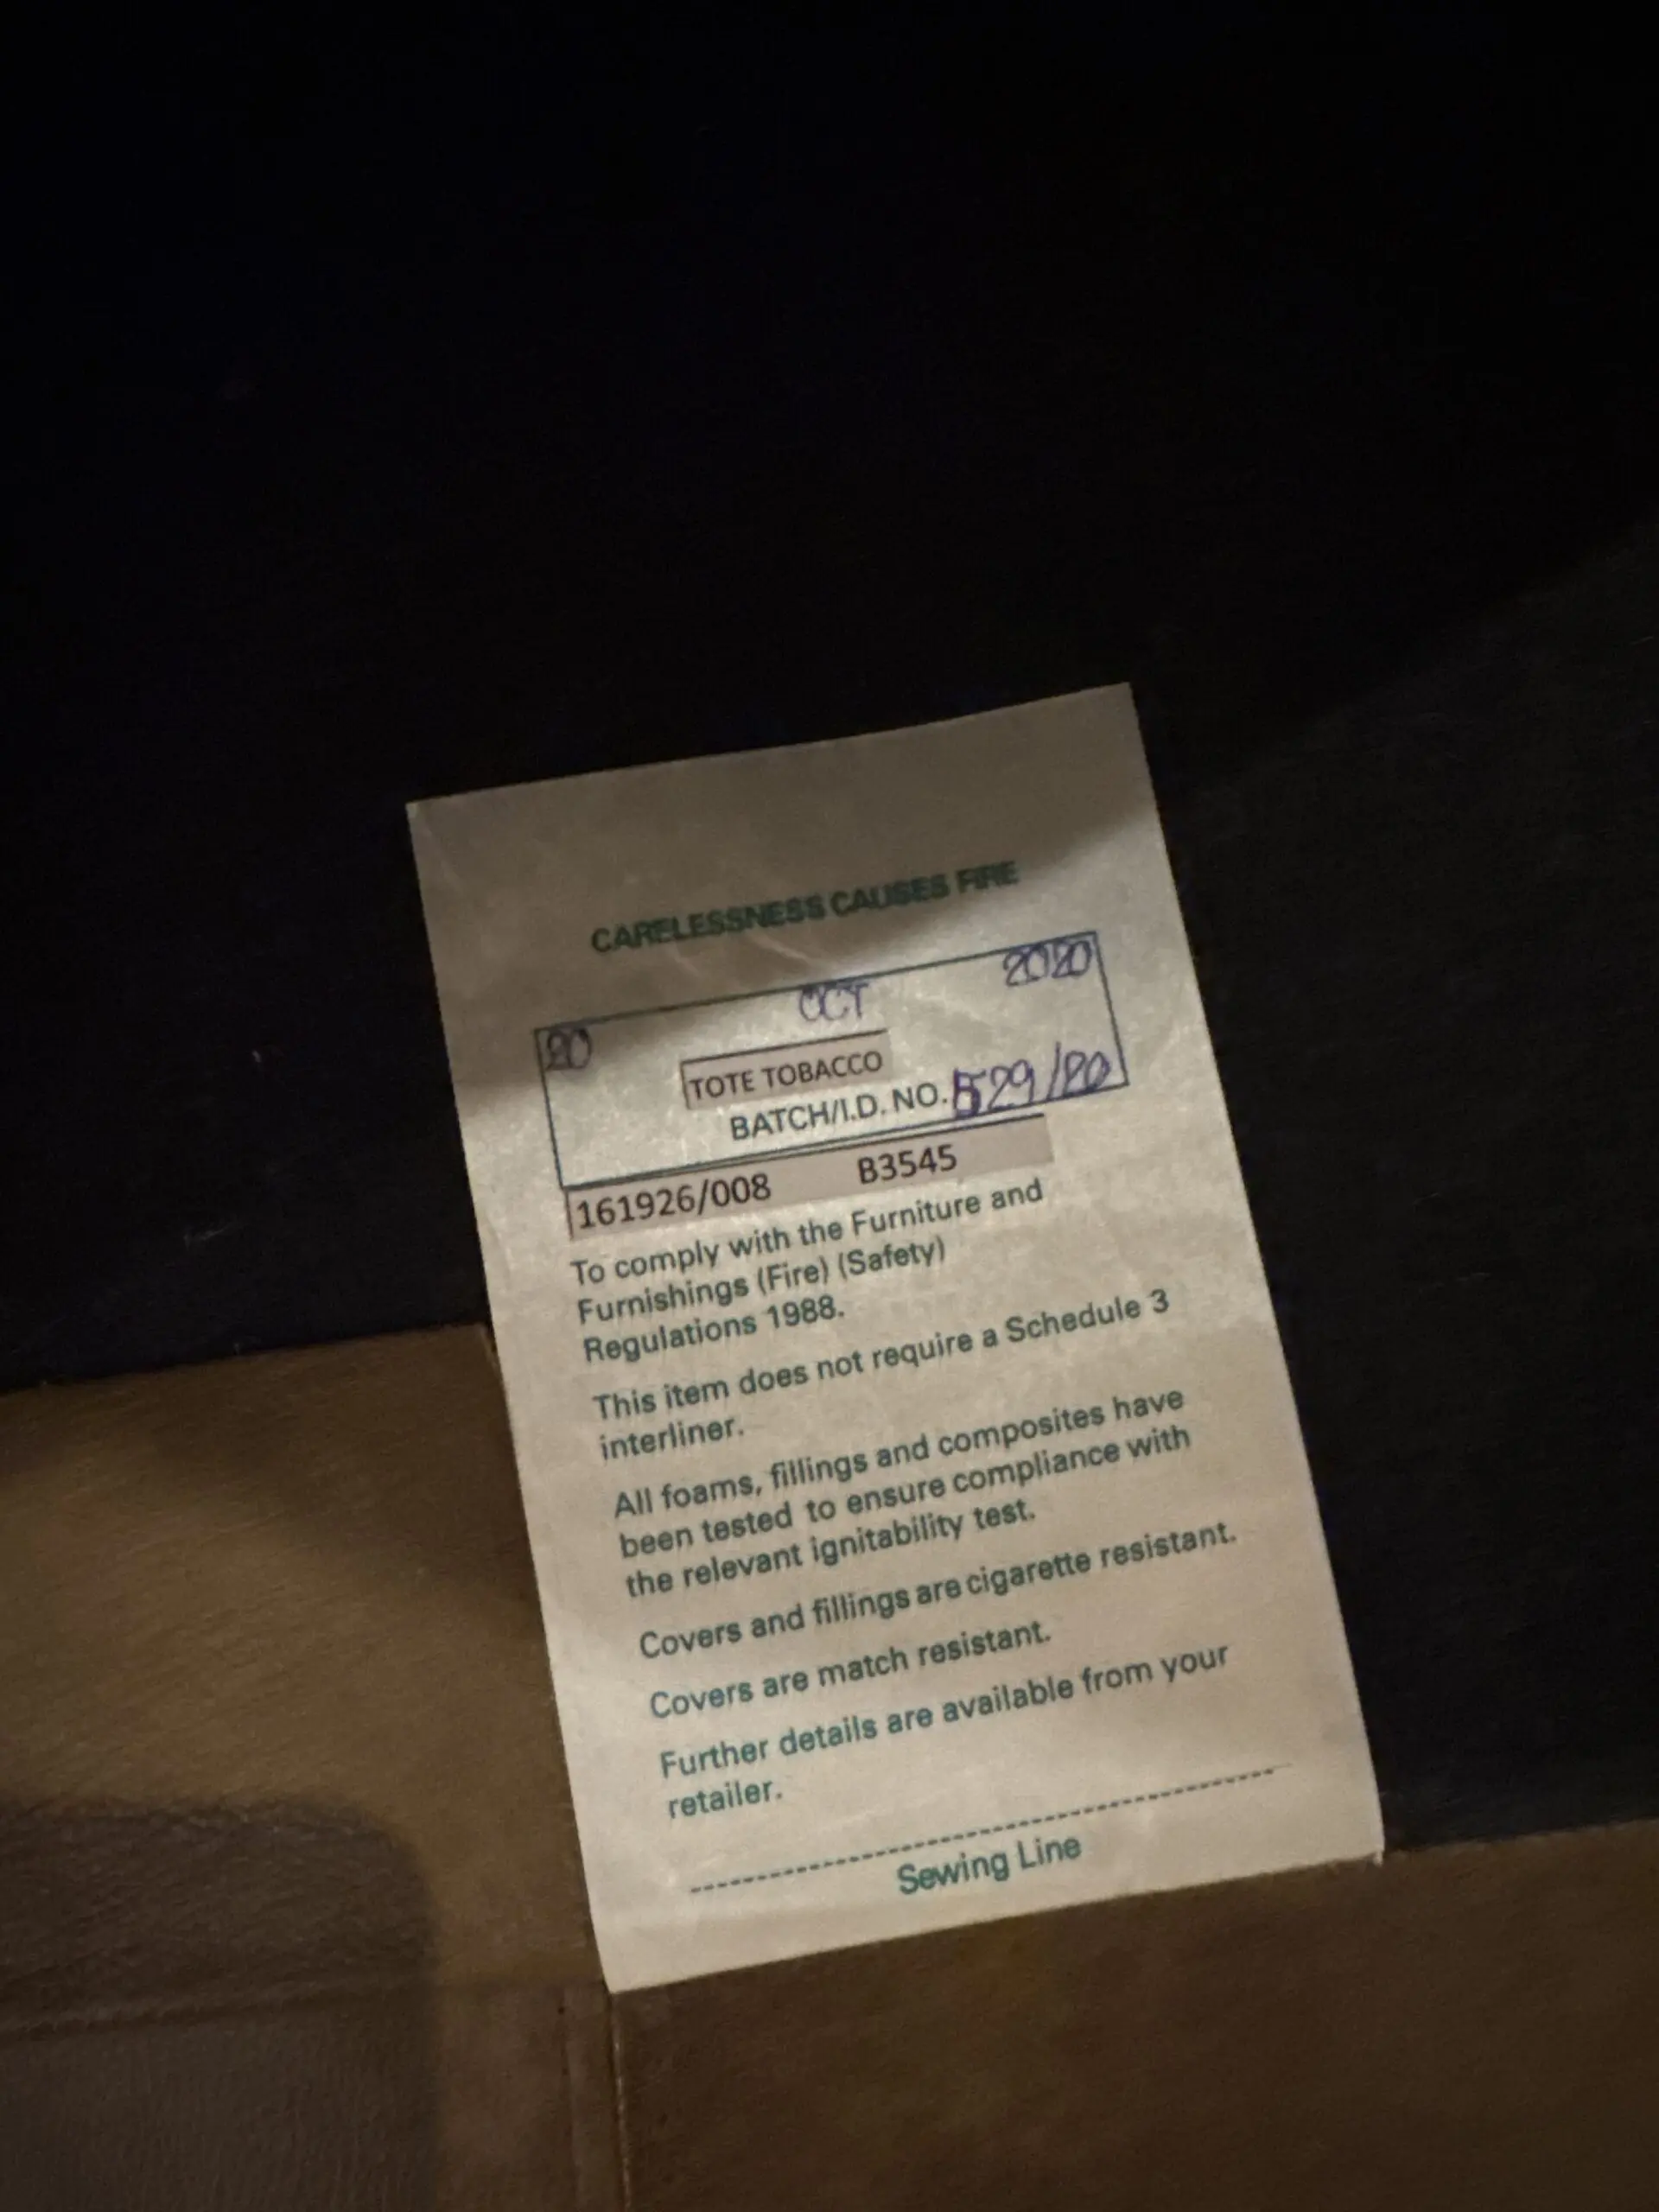 CARELESSNESS CAUSES FIRE
20 OCT 2020
TOTE TOBACCO
BATCH/I.D. NO. 529/20
161926/008 B3545
To comply with the Furniture and
Furnishings (Fire) (Safety)
Regulations 1988.
This item does not require a Schedule 3
interliner.
All foams, fillings and composites have
been tested to ensure compliance with
the relevant ignitability test.
Covers and fillings are cigarette resistant.
Covers are match resistant.
Further details are available from your
retailer.
Sewing Line